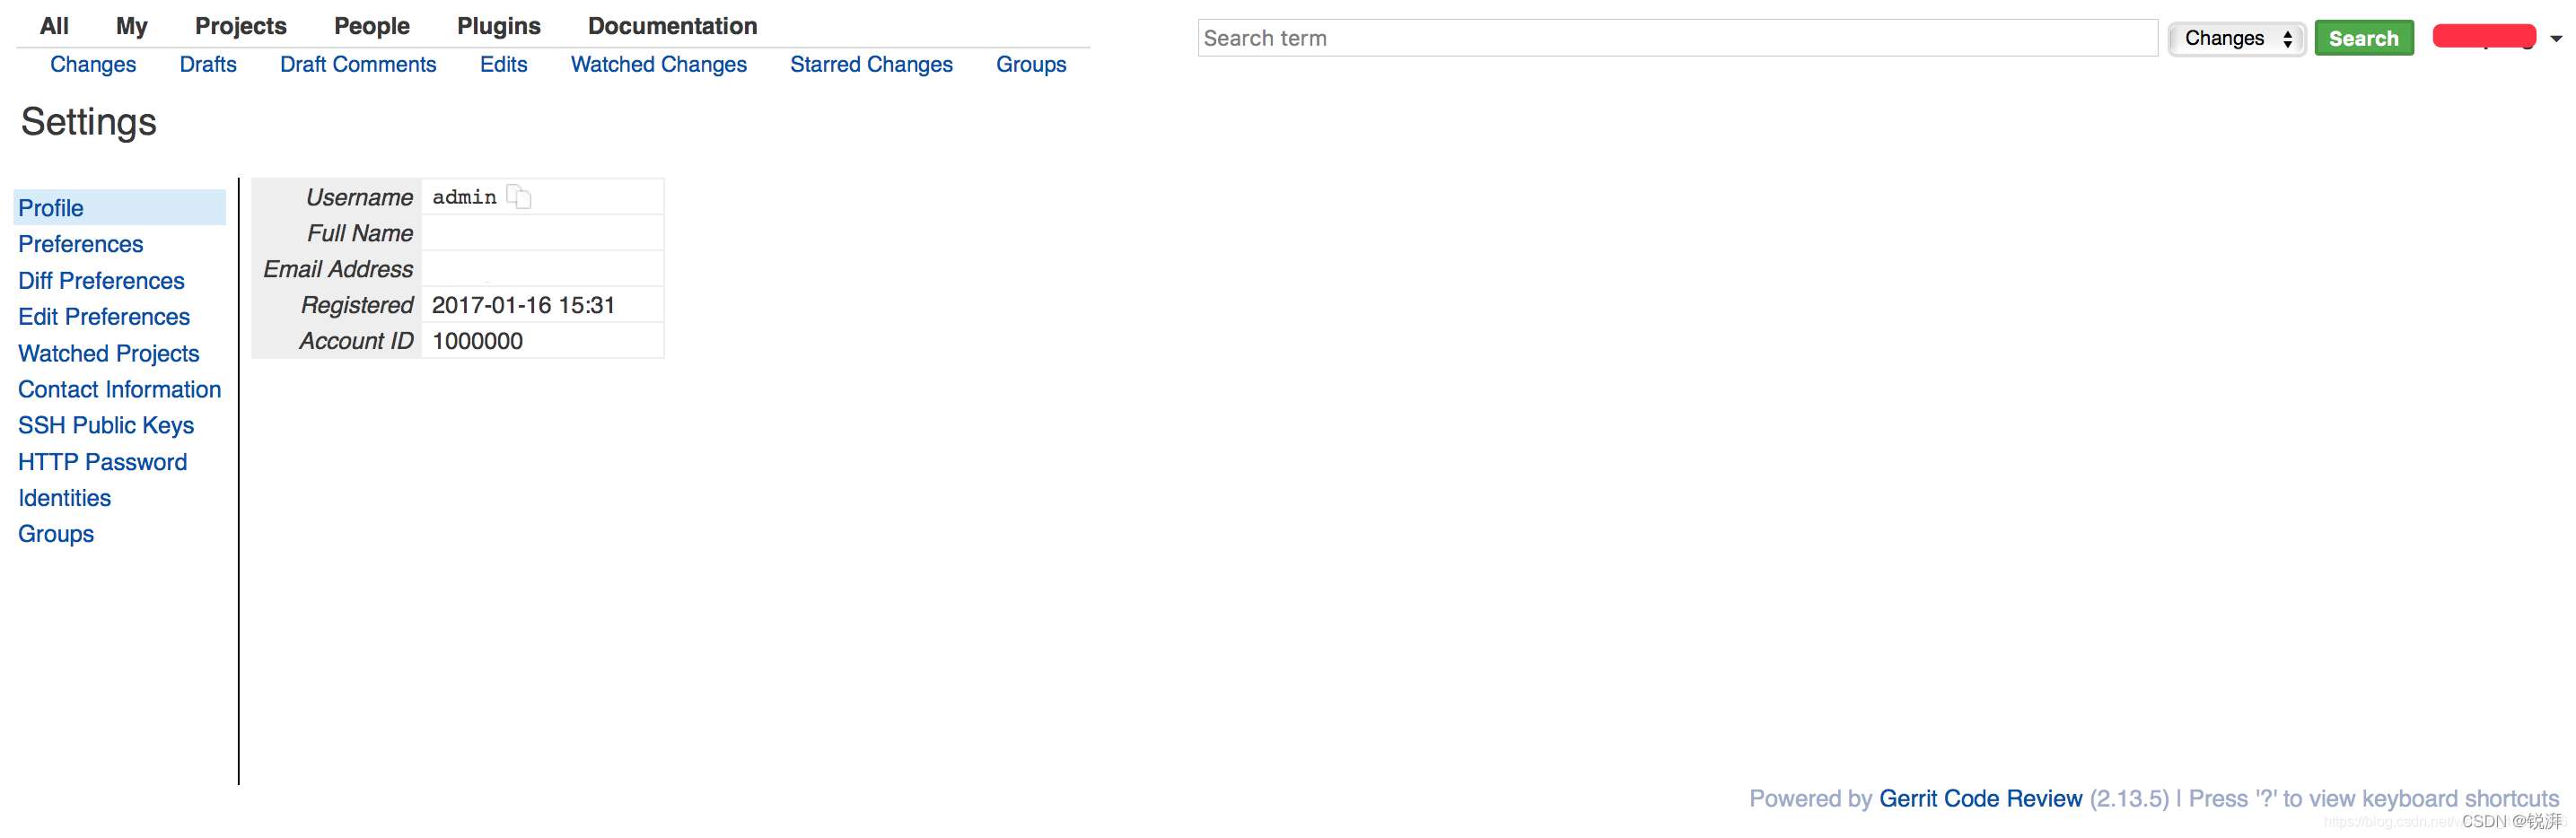 All My Projects People Plugins Documentation
Search term Changes Search
Changes Drafts Draft Comments Edits Watched Changes Starred Changes Groups
Settings
Profile
Preferences
Diff Preferences
Edit Preferences
Watched Projects
Contact Information
SSH Public Keys
HTTP Password
Identities
Groups
Username admin
Full Name
Email Address
Registered 2017-01-16 15:31
Account ID 1000000
Powered by Gerrit Code Review (2.13.5) | Press '?' to view keyboard shortcuts
CSDN @锐湃